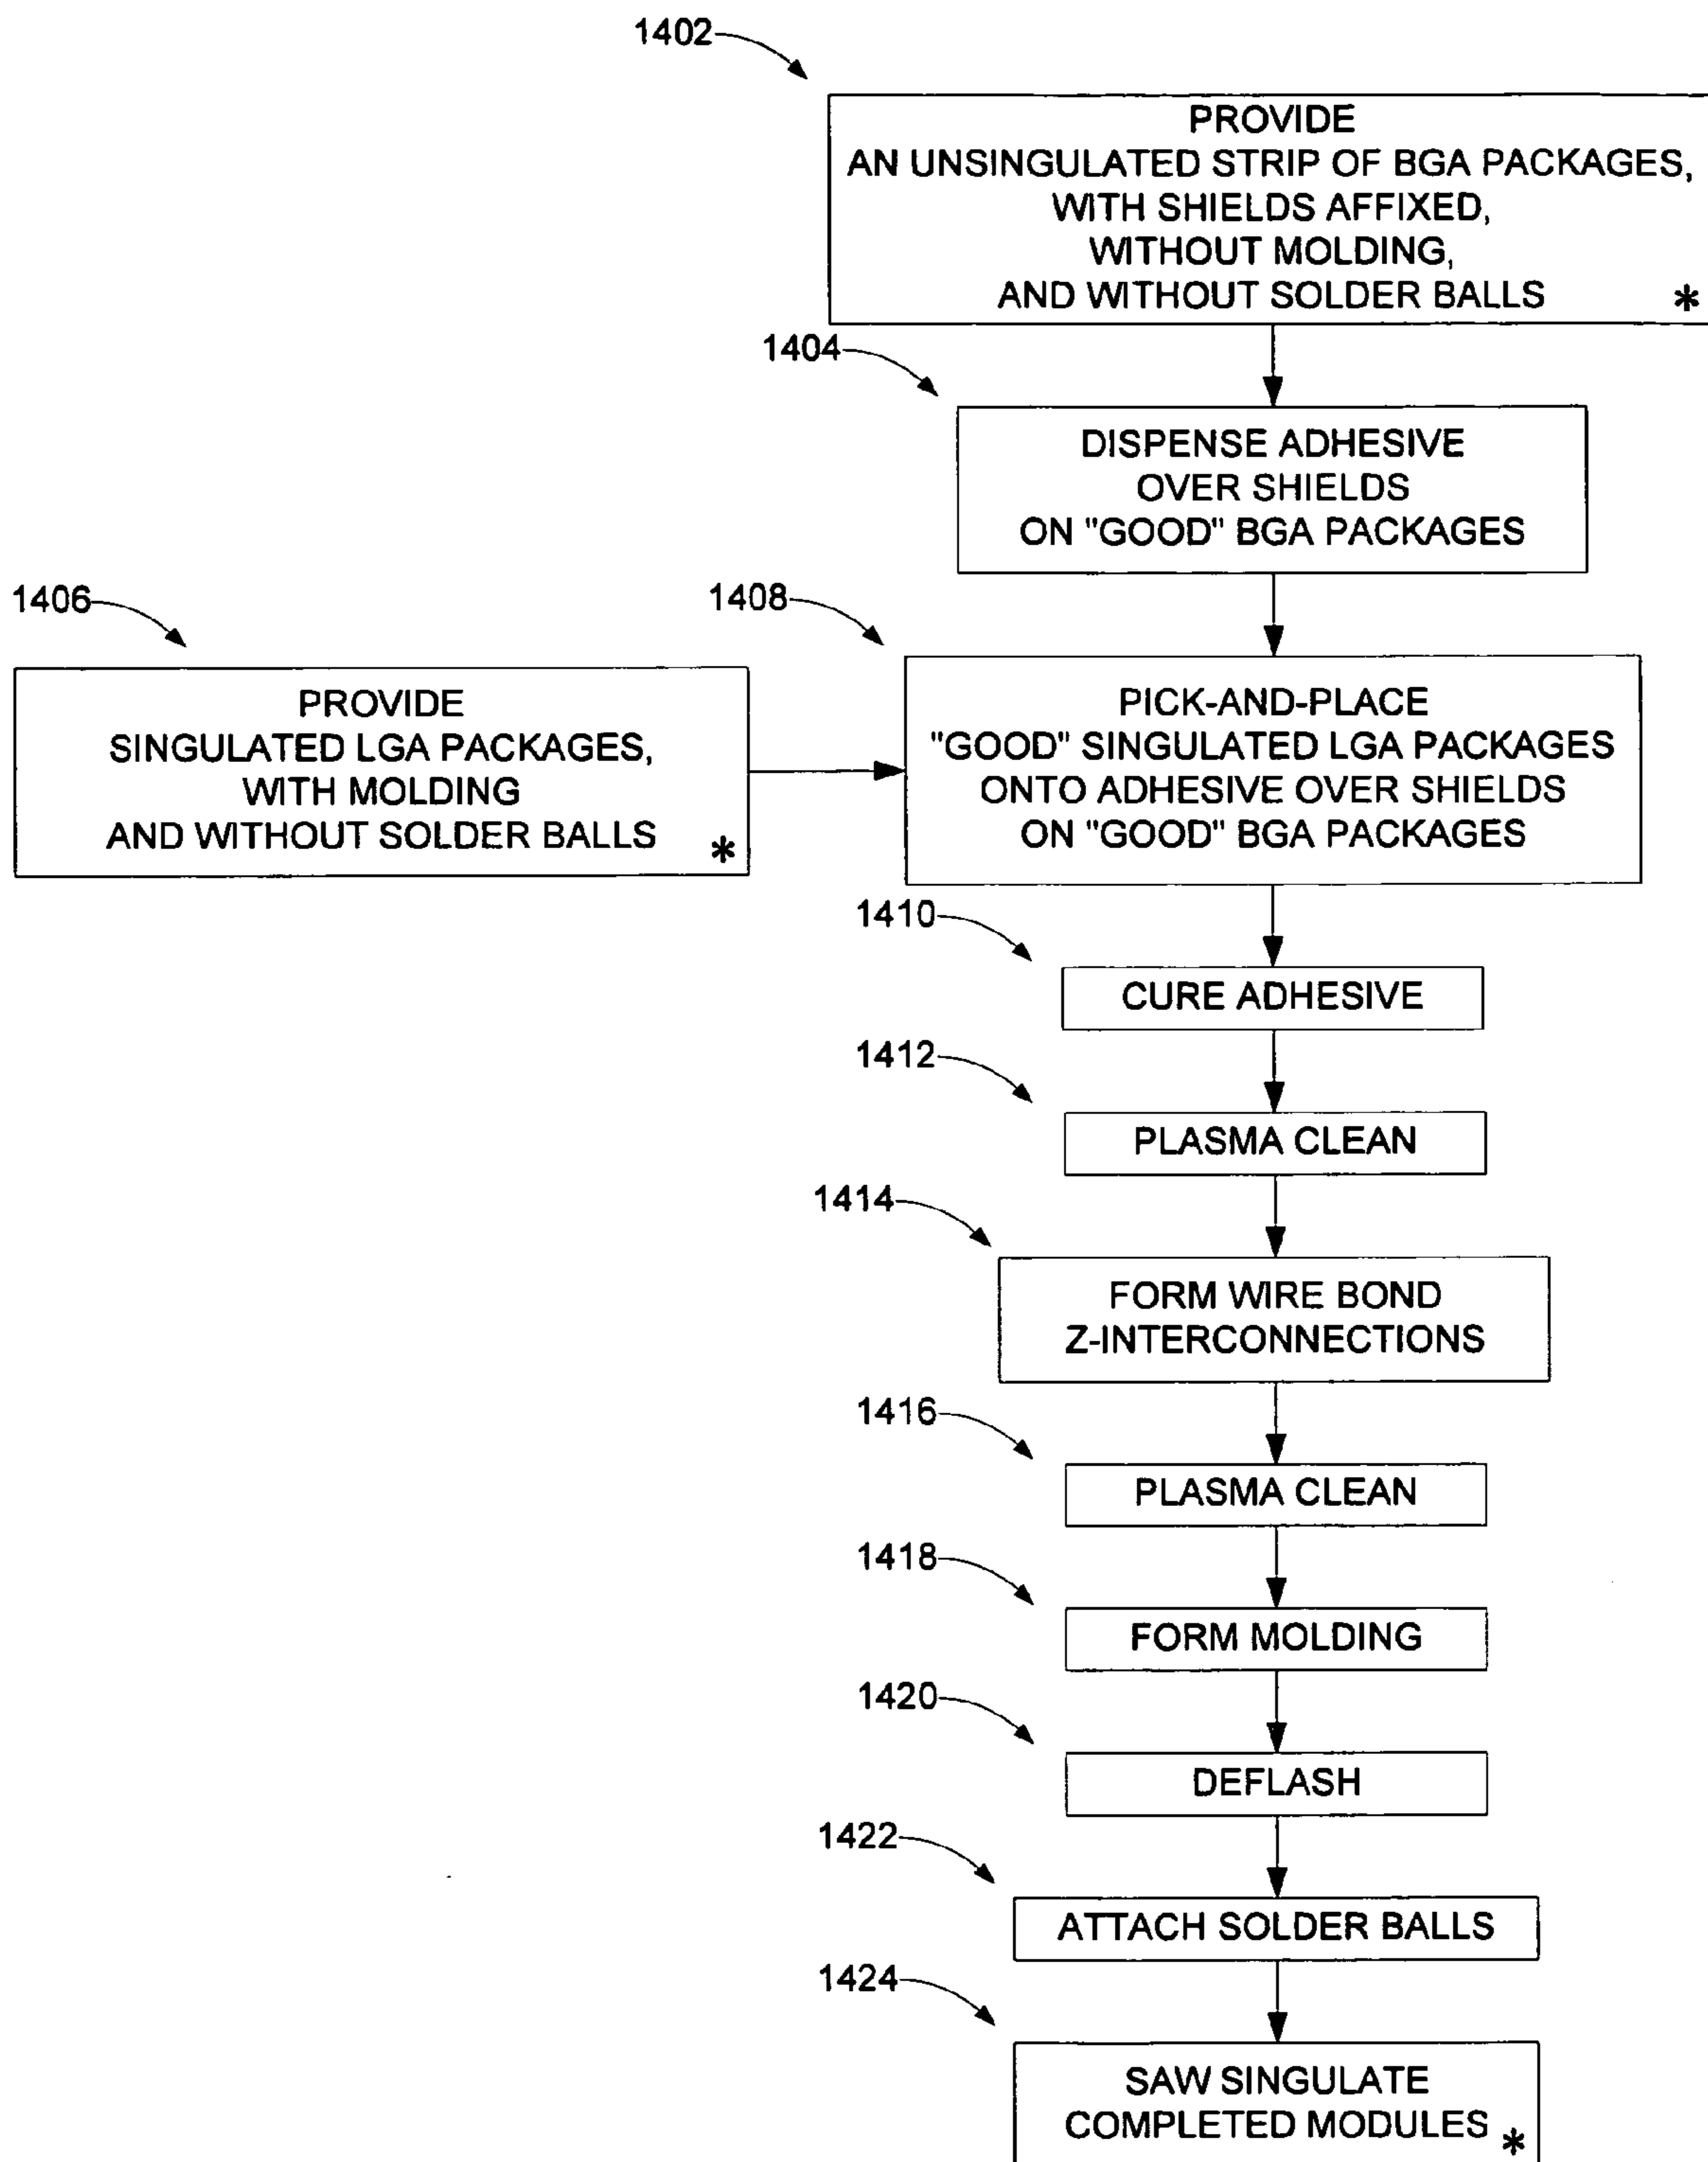 1402
PROVIDE
AN UNSINGULATED STRIP OF BGA PACKAGES,
WITH SHIELDS AFFIXED,
WITHOUT MOLDING,
AND WITHOUT SOLDER BALLS *
1404
DISPENSE ADHESIVE
OVER SHIELDS
ON "GOOD" BGA PACKAGES
1406
PROVIDE
SINGULATED LGA PACKAGES,
WITH MOLDING
AND WITHOUT SOLDER BALLS *
1408
PICK-AND-PLACE
"GOOD" SINGULATED LGA PACKAGES
ONTO ADHESIVE OVER SHIELDS
ON "GOOD" BGA PACKAGES
1410
CURE ADHESIVE
1412
PLASMA CLEAN
1414
FORM WIRE BOND
Z-INTERCONNECTIONS
1416
PLASMA CLEAN
1418
FORM MOLDING
1420
DEFLASH
1422
ATTACH SOLDER BALLS
1424
SAW SINGULATE
COMPLETED MODULES *